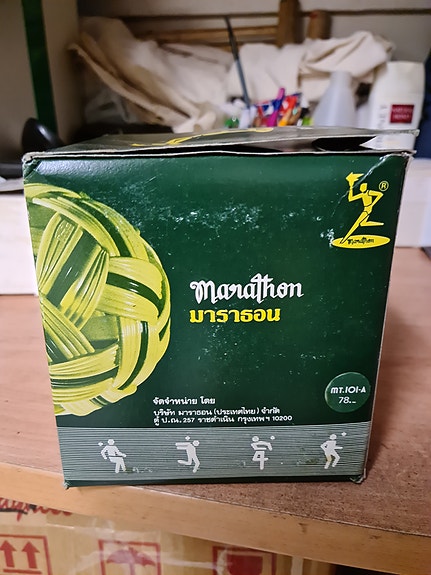 ®
Marathon
Marathon
มาราธอน
MT.101-A
78.-
จัดจำหน่าย โดย
บริษัท มาราธอน (ประเทศไทย) จำกัด
ตู้ ป.ณ. 257 ราชดำเนิน กรุงเทพฯ 10200